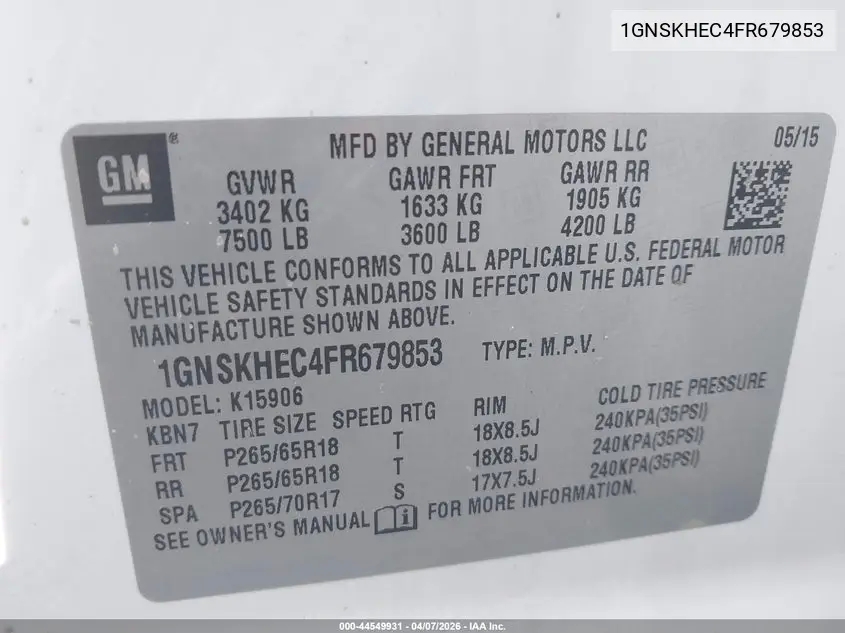 1GNSKHEC4FR679853
GM®
MFD BY GENERAL MOTORS LLC
05/15
GVWR GAWR FRT GAWR RR
3402 KG 1633 KG 1905 KG
7500 LB 3600 LB 4200 LB
THIS VEHICLE CONFORMS TO ALL APPLICABLE U.S. FEDERAL MOTOR
VEHICLE SAFETY STANDARDS IN EFFECT ON THE DATE OF
MANUFACTURE SHOWN ABOVE.
1GNSKHEC4FR679853 TYPE: M.P.V.
MODEL: K15906
KBN7 TIRE SIZE SPEED RTG RIM COLD TIRE PRESSURE
FRT P265/65R18 T 18X8.5J 240KPA(35PSI)
RR P265/65R18 T 18X8.5J 240KPA(35PSI)
SPA P265/70R17 S 17X7.5J 240KPA(35PSI)
SEE OWNER'S MANUAL FOR MORE INFORMATION.
000-44549931 - 04/07/2026 - IAA Inc.